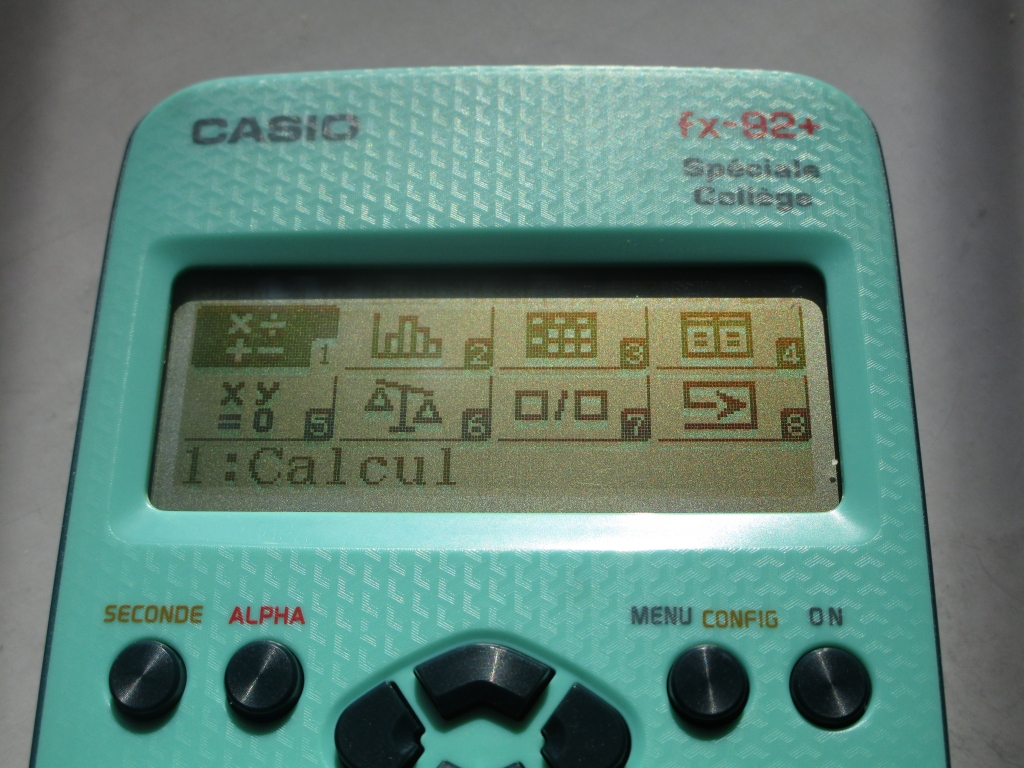 CASIO
fx-92+
Spéciale
Collège
×÷
+− 1
2
3
4
X y
= 0 5
6
□/□ 7
8
1:Calcul
SECONDE ALPHA MENU CONFIG ON